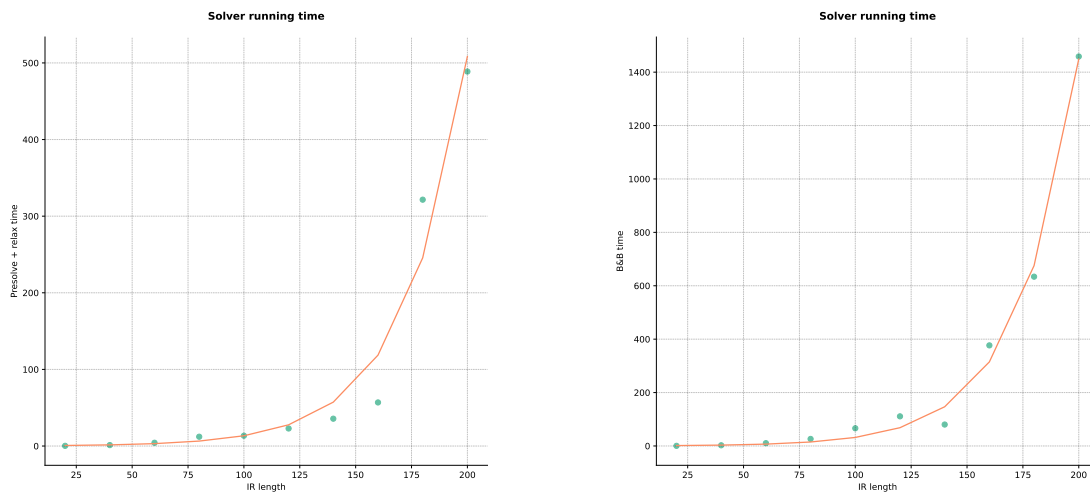 Solver running time
500
400
300
200
100
0
Presolve + relax time
25 50 75 100 125 150 175 200
IR length
Solver running time
1400
1200
1000
800
600
400
200
0
B&B time
25 50 75 100 125 150 175 200
IR length